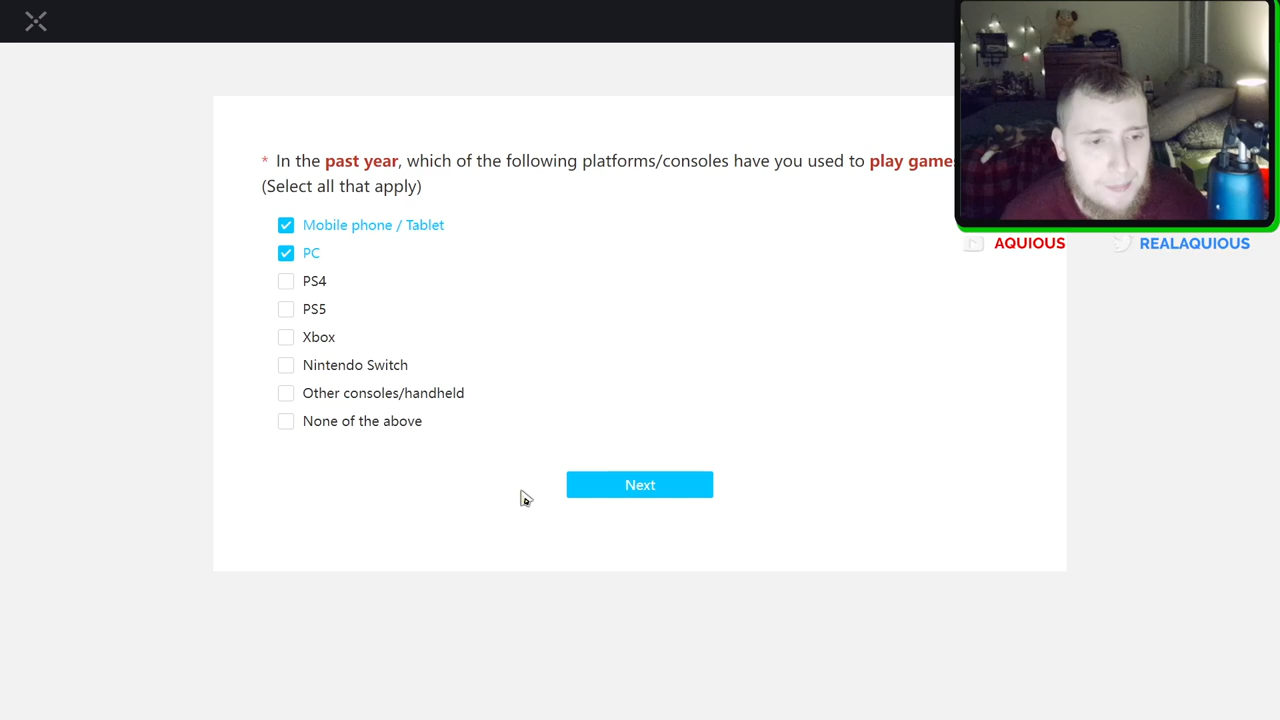 * In the past year, which of the following platforms/consoles have you used to play games
(Select all that apply)
Mobile phone / Tablet
PC
PS4
PS5
Xbox
Nintendo Switch
Other consoles/handheld
None of the above
Next
AQUIOUS
REALAQUIOUS